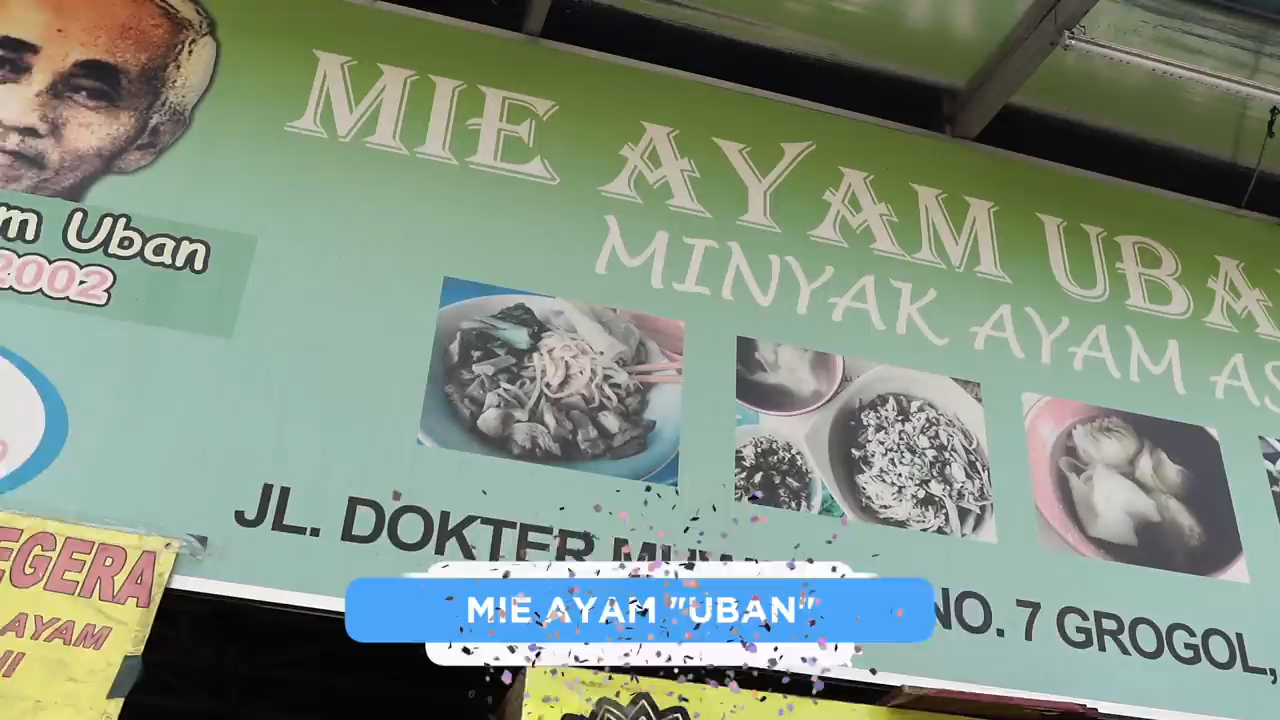 MIE AYAM UBA
MINYAK AYAM AS
m Uban
2002
JL. DOKTER
NO. 7 GROGOL,
EGERA
AYAM
MIE AYAM "UBAN"